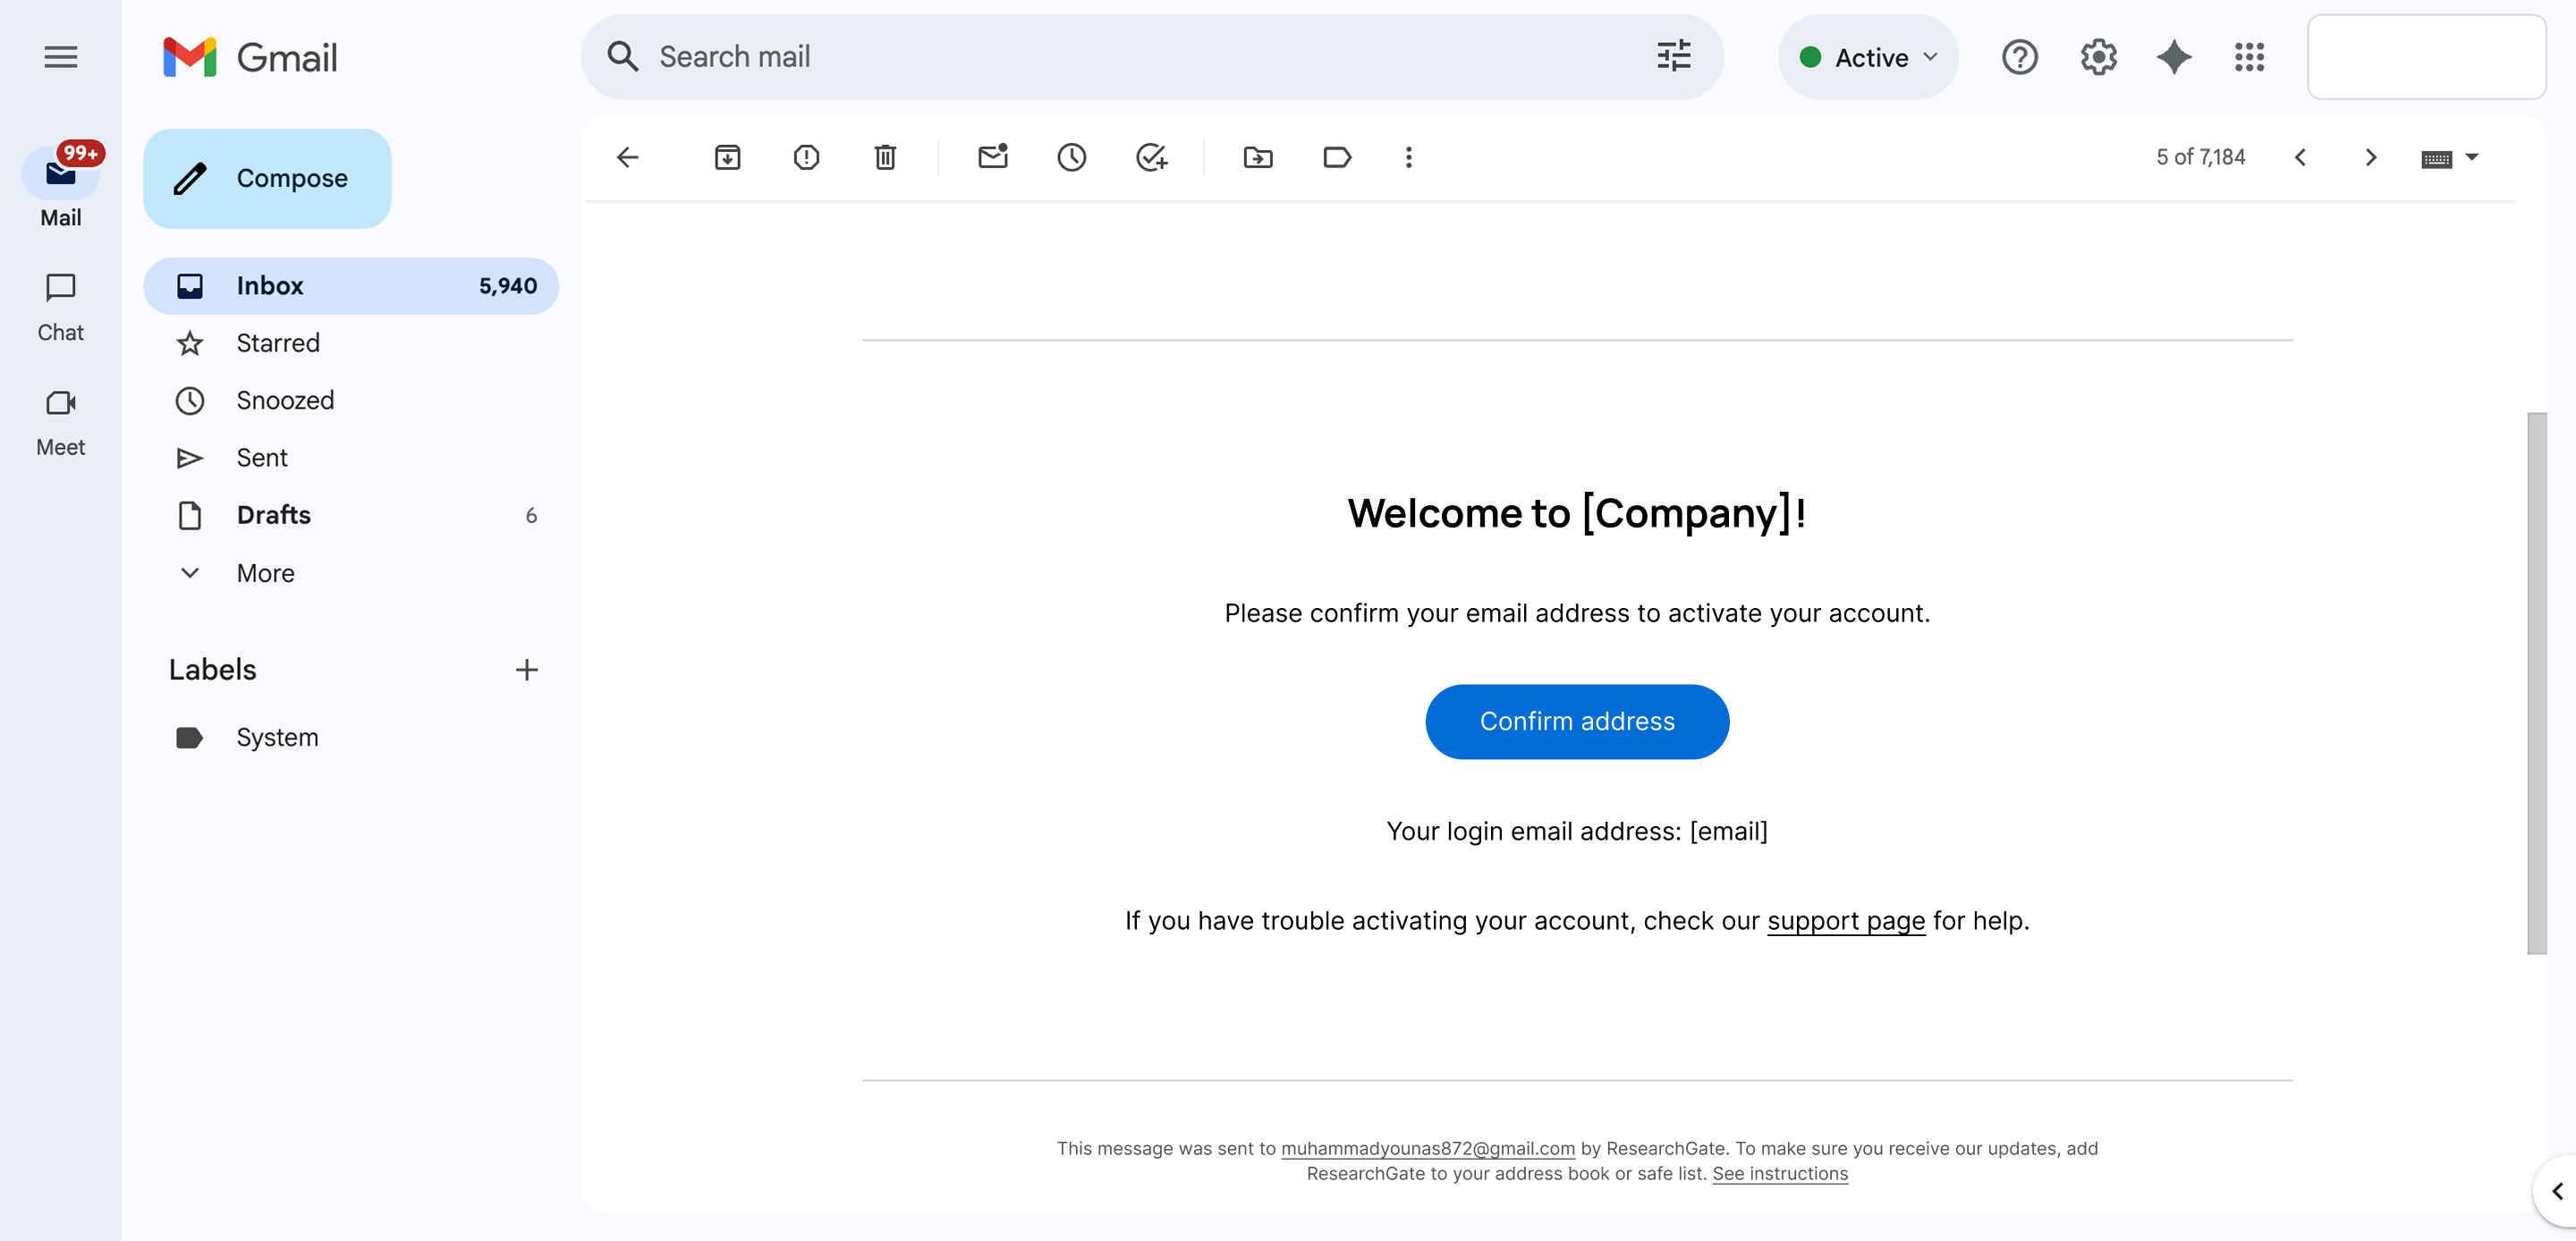 Gmail
Search mail
Active
99+
Mail
Compose
5 of 7,184
Inbox 5,940
Chat
Starred
Snoozed
Meet
Sent
Drafts 6
More
Labels
System
Welcome to [Company]!
Please confirm your email address to activate your account.
Confirm address
Your login email address: [email]
If you have trouble activating your account, check our support page for help.
This message was sent to muhammadyounas872@gmail.com by ResearchGate. To make sure you receive our updates, add
ResearchGate to your address book or safe list. See instructions